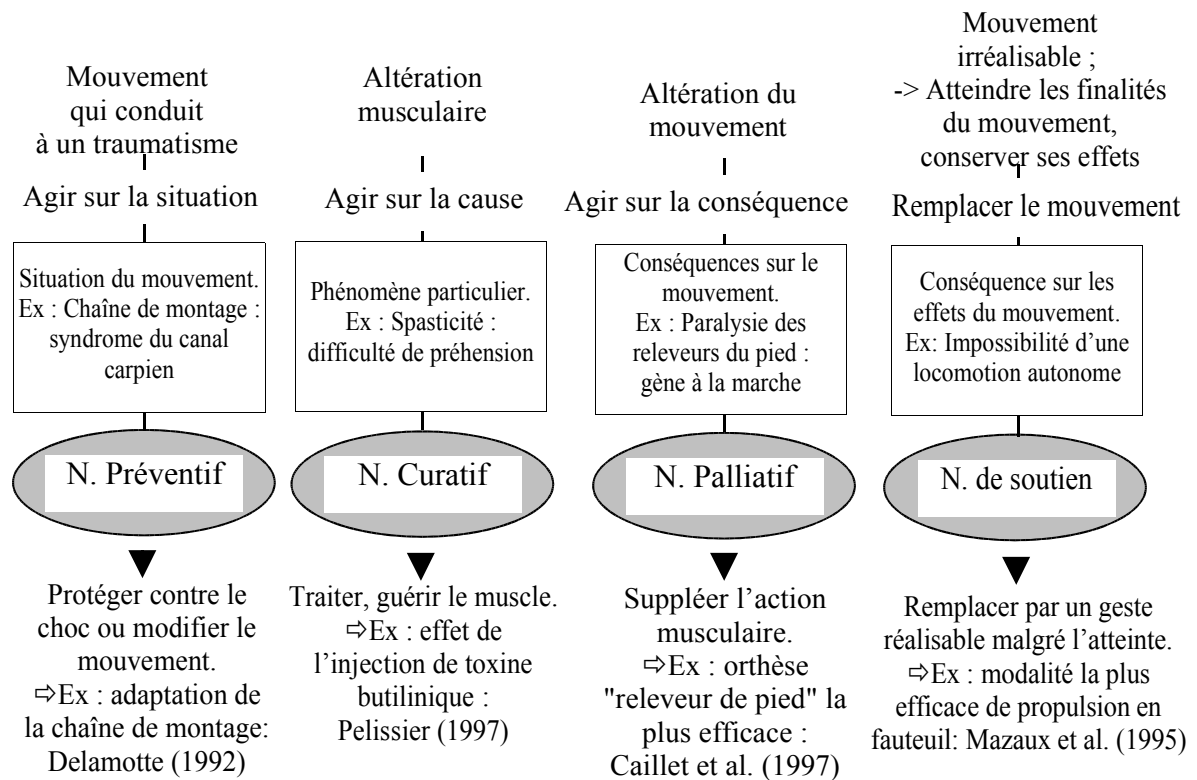 Mouvement
qui conduit
à un traumatisme
Agir sur la situation
Situation du mouvement.
Ex : Chaîne de montage :
syndrome du canal
carpien
N. Préventif
Protéger contre le
choc ou modifier le
mouvement.
⇨Ex : adaptation de
la chaîne de montage:
Delamotte (1992)
Altération
musculaire
Agir sur la cause
Phénomène particulier.
Ex : Spasticité :
difficulté de préhension
N. Curatif
Traiter, guérir le muscle.
⇨Ex : effet de
l’injection de toxine
butilinique :
Pelissier (1997)
Altération du
mouvement
Agir sur la conséquence
Conséquences sur le
mouvement.
Ex : Paralysie des
releveurs du pied :
gène à la marche
N. Palliatif
Suppléer l’action
musculaire.
⇨Ex : orthèse
"releveur de pied" la
plus efficace :
Caillet et al. (1997)
Mouvement
irréalisable ;
-> Atteindre les finalités
du mouvement,
conserver ses effets
Remplacer le mouvement
Conséquence sur les
effets du mouvement.
Ex: Impossibilité d’une
locomotion autonome
N. de soutien
Remplacer par un geste
réalisable malgré l’atteinte.
⇨Ex : modalité la plus
efficace de propulsion en
fauteuil: Mazaux et al. (1995)